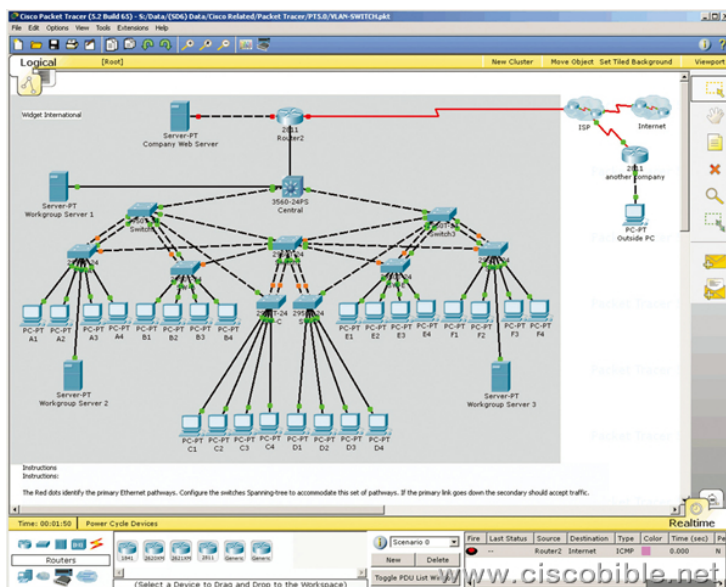 Cisco Packet Tracer (5.2 Build 65) - S:/Data/(SD6) Data/Cisco Related/Packet Tracer/PT5.0/VLAN-SWITCH.pkt
File Edit Options View Tools Extensions Help
Logical [Root] New Cluster Move Object Set Tiled Background Viewport
Widget International
Server-PT
Company Web Server
2811
Router2
ISP
Internet
2811
another company
PC-PT
Outside PC
Server-PT
Workgroup Server 1
3560-24PS
Central
Switch3
PC-PT
A1
PC-PT
A2
PC-PT
A3
PC-PT
A4
PC-PT
B1
PC-PT
B2
PC-PT
B3
PC-PT
B4
PC-PT
E1
PC-PT
E2
PC-PT
E3
PC-PT
E4
PC-PT
F1
PC-PT
F2
PC-PT
F3
PC-PT
F4
Server-PT
Workgroup Server 2
Server-PT
Workgroup Server 3
PC-PT
C1
PC-PT
C2
PC-PT
C3
PC-PT
C4
PC-PT
D1
PC-PT
D2
PC-PT
D3
PC-PT
D4
Instructions
Instructions:
The Red dots identify the primary Ethernet pathways. Configure the switches Spanning-tree to accommodate this set of pathways. If the primary link goes down the secondary should accept traffic.
Time: 00:01:50 Power Cycle Devices Realtime
Routers
1841 2620XM 2621XM 2811 Generic Generic
(Select a Device to Drag and Drop to the Workspace)
Scenario 0
New Delete
Toggle PDU List Window
Fire Last Status Source Destination Type Color Time (sec)
-- Router2 Internet ICMP 0.000 N
www.ciscobible.net